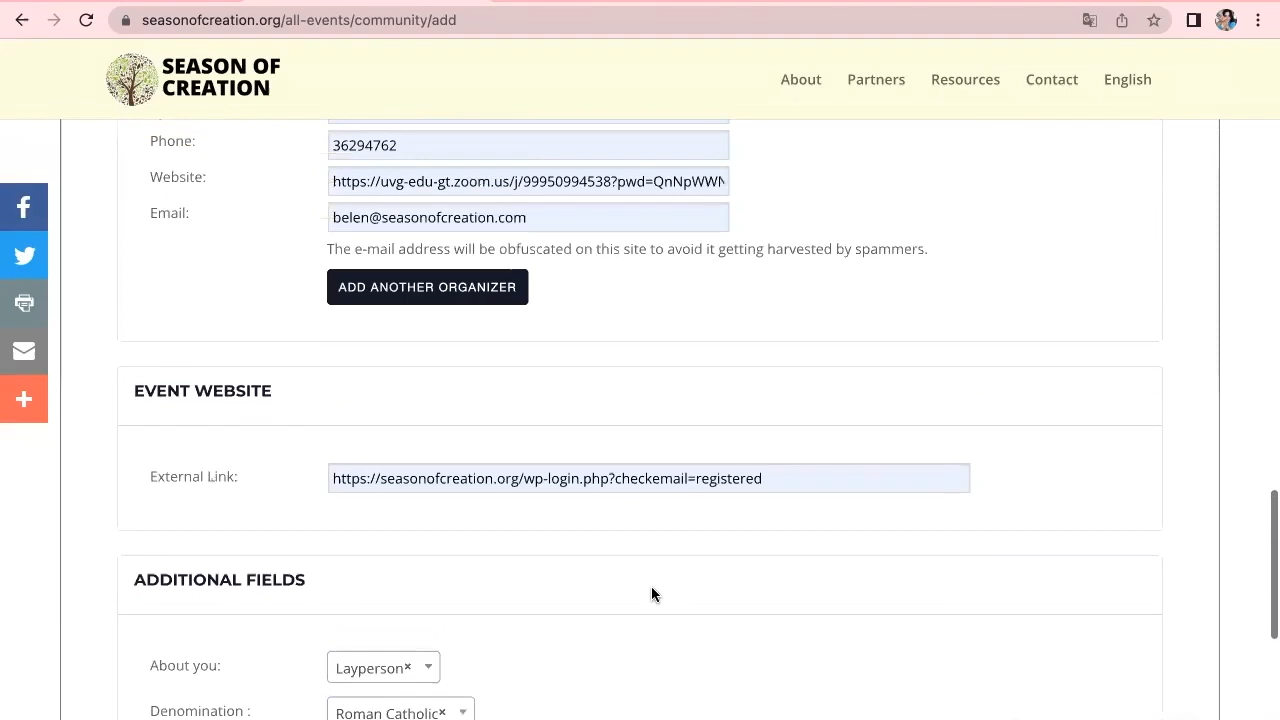 seasonofcreation.org/all-events/community/add
SEASON OF
CREATION
About
Partners
Resources
Contact
English
Phone:
36294762
Website:
https://uvg-edu-gt.zoom.us/j/99950994538?pwd=QnNpWWN
Email:
belen@seasonofcreation.com
The e-mail address will be obfuscated on this site to avoid it getting harvested by spammers.
ADD ANOTHER ORGANIZER
EVENT WEBSITE
External Link:
https://seasonofcreation.org/wp-login.php?checkemail=registered
ADDITIONAL FIELDS
About you:
Layperson×
Denomination :
Roman Catholic×